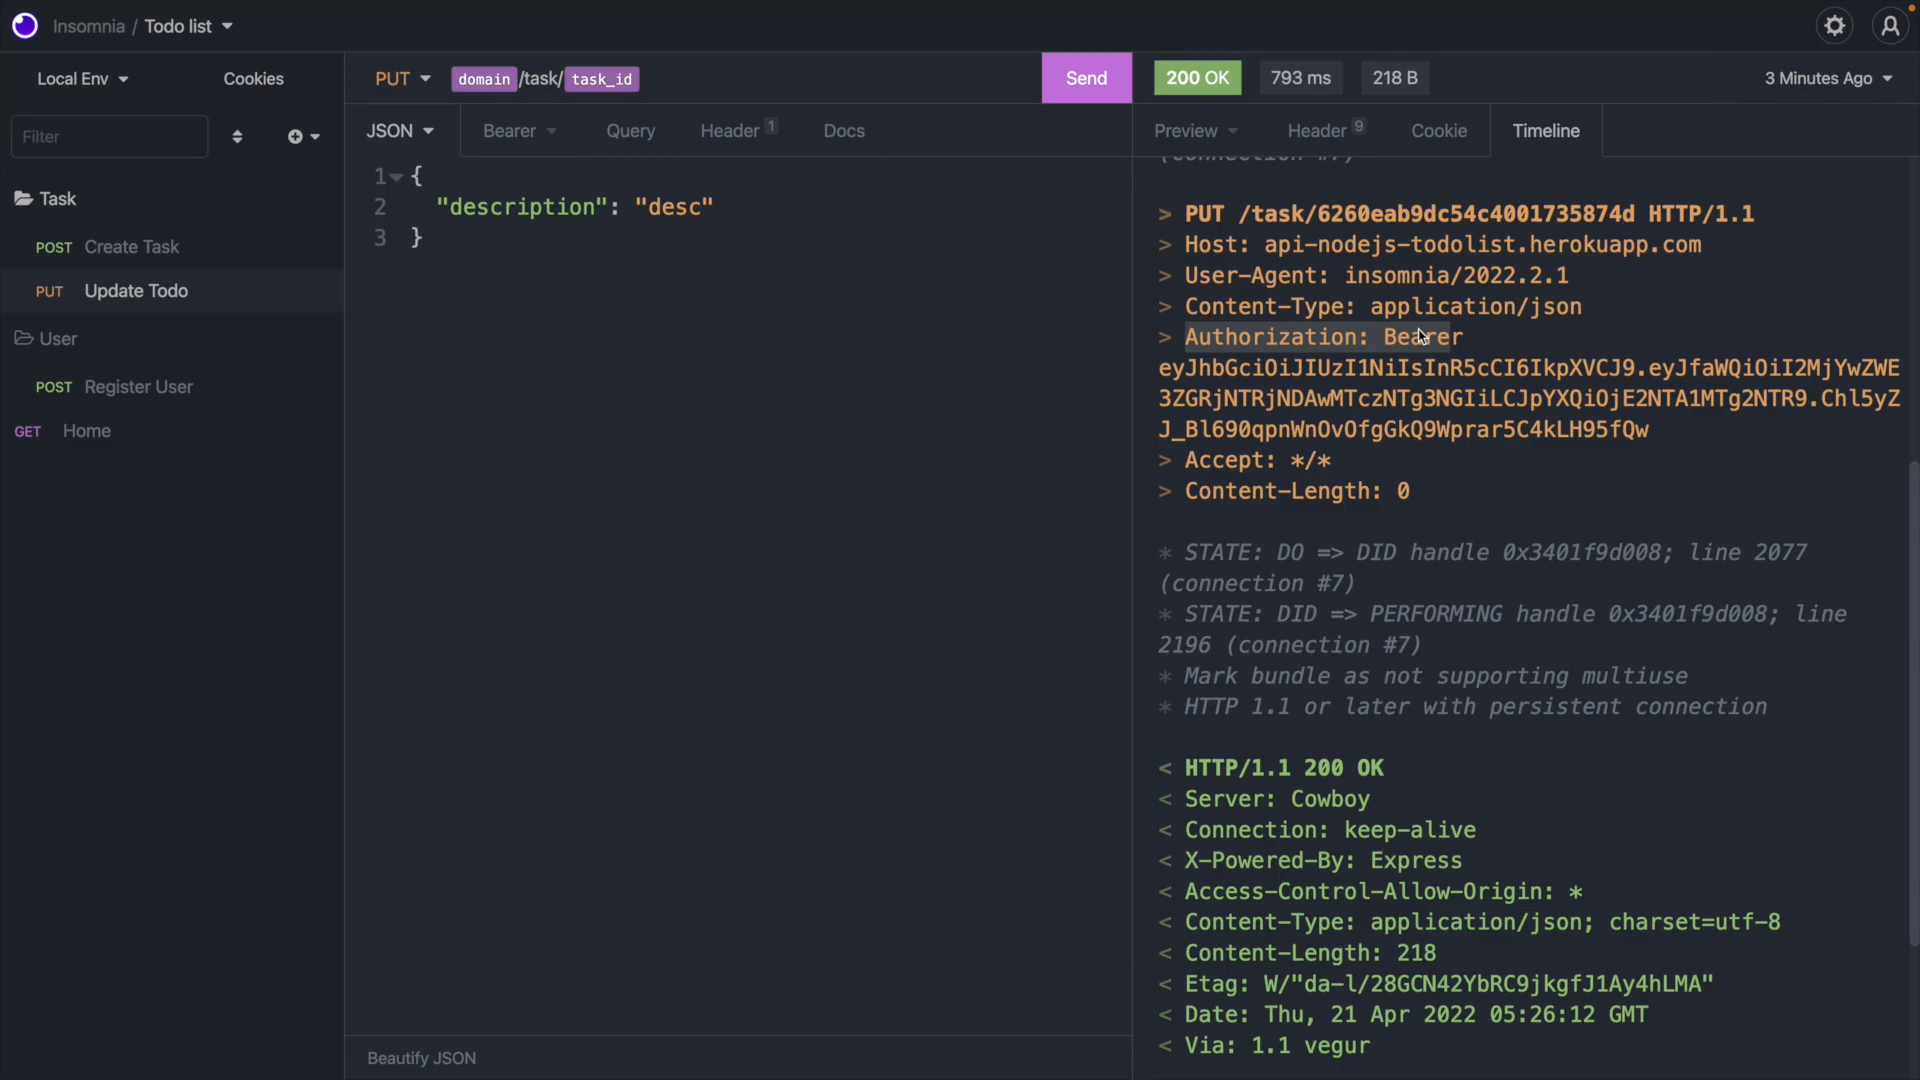 Insomnia / Todo list
Local Env
Cookies
Filter
Task
POST Create Task
PUT Update Todo
User
POST Register User
GET Home
PUT domain/task/task_id
Send
JSON
Bearer
Query
Header 1
Docs
1 {
2 "description": "desc"
3 }
Beautify JSON
200 OK
793 ms
218 B
3 Minutes Ago
Preview
Header 9
Cookie
Timeline
(connection #7)
> PUT /task/6260eab9dc54c4001735874d HTTP/1.1
> Host: api-nodejs-todolist.herokuapp.com
> User-Agent: insomnia/2022.2.1
> Content-Type: application/json
> Authorization: Bearer
eyJhbGciOiJIUzI1NiIsInR5cCI6IkpXVCJ9.eyJfaWQiOiI2MjYwZWE
3ZGRjNTRjNDAwMTczNTg3NGIiLCJpYXQiOjE2NTA1MTg2NTR9.Chl5yZ
J_Bl690qpnWnOvOfgGkQ9Wprar5C4kLH95fQw
> Accept: */*
> Content-Length: 0
* STATE: DO => DID handle 0x3401f9d008; line 2077
(connection #7)
* STATE: DID => PERFORMING handle 0x3401f9d008; line
2196 (connection #7)
* Mark bundle as not supporting multiuse
* HTTP 1.1 or later with persistent connection
< HTTP/1.1 200 OK
< Server: Cowboy
< Connection: keep-alive
< X-Powered-By: Express
< Access-Control-Allow-Origin: *
< Content-Type: application/json; charset=utf-8
< Content-Length: 218
< Etag: W/"da-l/28GCN42YbRC9jkgfJ1Ay4hLMA"
< Date: Thu, 21 Apr 2022 05:26:12 GMT
< Via: 1.1 vegur